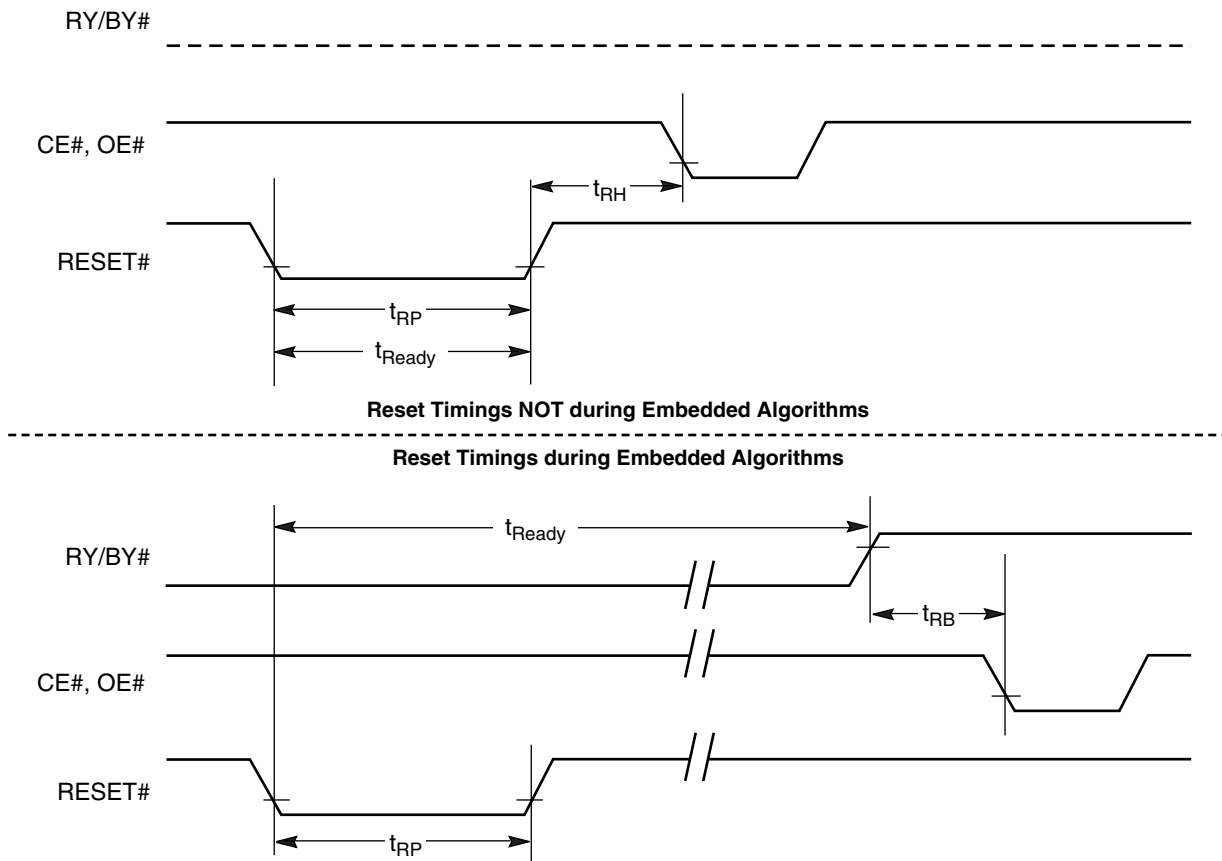 RY/BY#
CE#, OE#
tRH
RESET#
tRP
tReady
Reset Timings NOT during Embedded Algorithms
Reset Timings during Embedded Algorithms
tReady
RY/BY#
tRB
CE#, OE#
RESET#
tRP